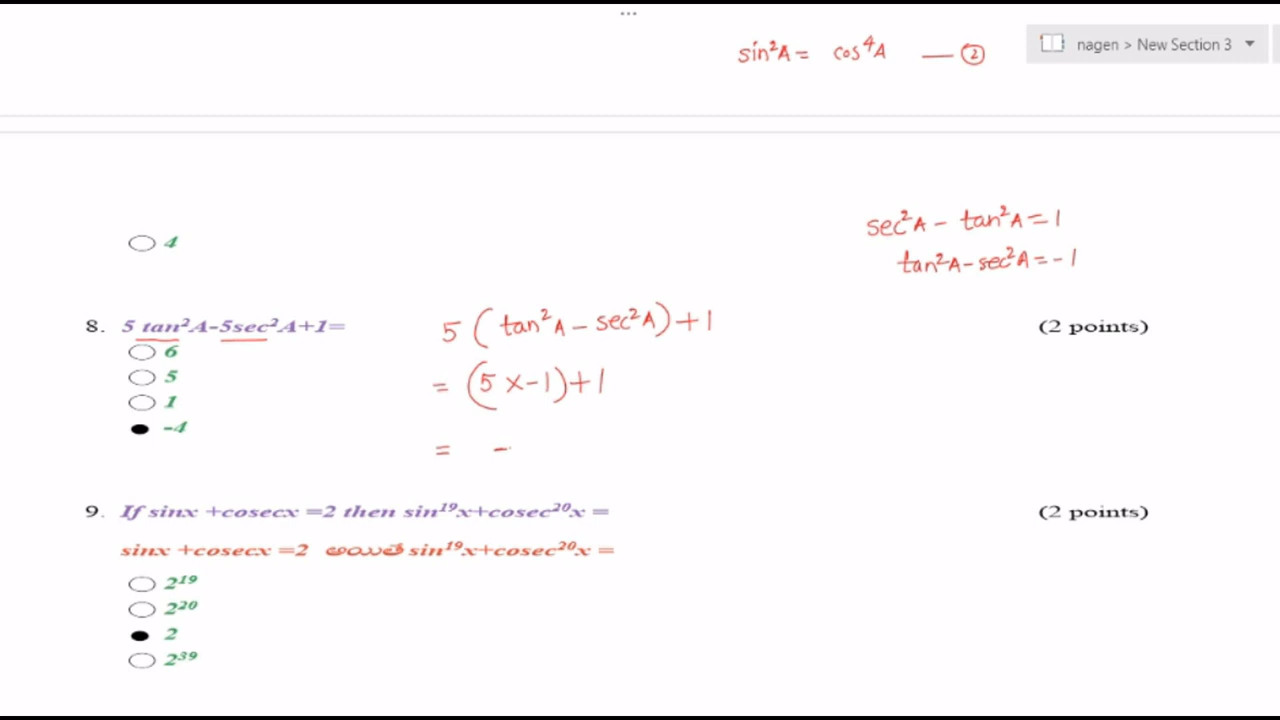 ...
sin²A = cos⁴A — ②
nagen > New Section 3
sec²A - tan²A = 1
4
tan²A - sec²A = -1
8. 5 tan²A-5sec²A+1= (2 points)
5 (tan²A - sec²A) + 1
6
5
= (5 x -1) + 1
1
-4
= -
9. If sinx +cosecx =2 then sin¹⁹x+cosec²⁰x = (2 points)
sinx +cosecx =2 అయితే sin¹⁹x+cosec²⁰x =
2¹⁹
2²⁰
2
2³⁹